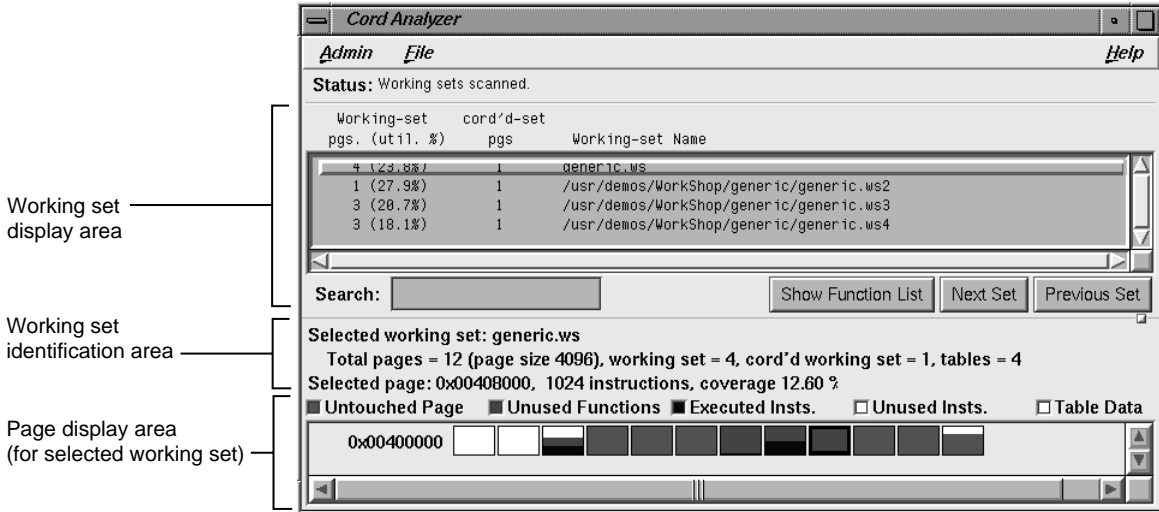 Cord Analyzer
Admin File Help
Status: Working sets scanned.
Working-set cord'd-set
pgs. (util. %) pgs Working-set Name
4 (23.8%) 1 generic.ws
1 (27.9%) 1 /usr/demos/WorkShop/generic/generic.ws2
3 (20.7%) 1 /usr/demos/WorkShop/generic/generic.ws3
3 (18.1%) 1 /usr/demos/WorkShop/generic/generic.ws4
Working set
display area
Search: Show Function List Next Set Previous Set
Working set
identification area
Selected working set: generic.ws
Total pages = 12 (page size 4096), working set = 4, cord'd working set = 1, tables = 4
Selected page: 0x00408000, 1024 instructions, coverage 12.60 %
Untouched Page Unused Functions Executed Insts. Unused Insts. Table Data
Page display area
(for selected working set)
0x00400000